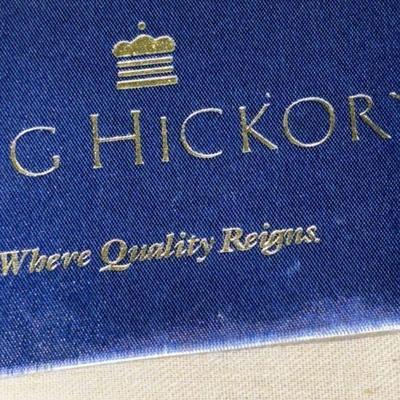 G HICKORY
Where Quality Reigns.